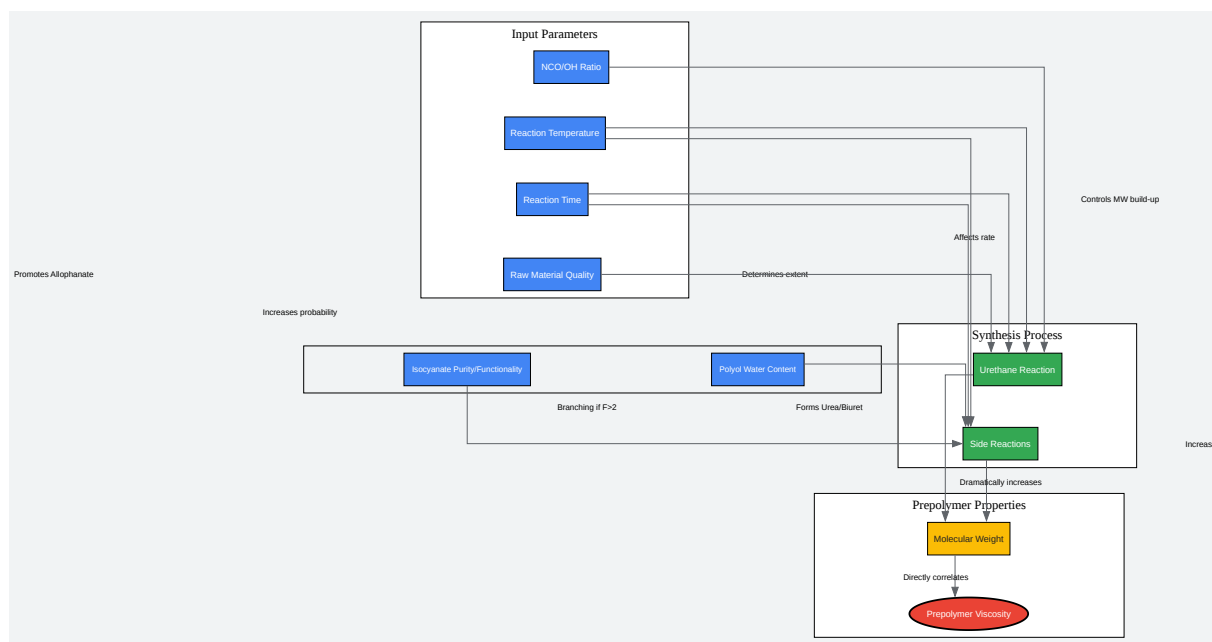 Input Parameters
NCO/OH Ratio
Reaction Temperature
Reaction Time
Controls MW build-up
Affects rate
Raw Material Quality
Determines extent
Promotes Allophanate
Increases probability
Synthesis Process
Isocyanate Purity/Functionality
Polyol Water Content
Urethane Reaction
Branching if F>2
Forms Urea/Biuret
Side Reactions
Increas
Dramatically increases
Prepolymer Properties
Molecular Weight
Directly correlates
Prepolymer Viscosity